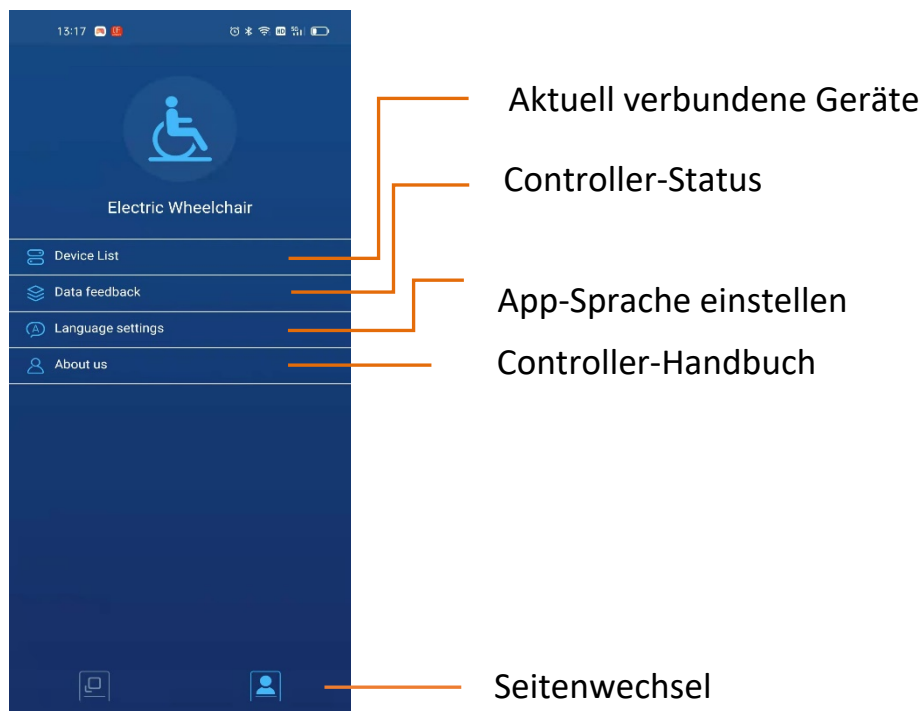 13:17
Aktuell verbundene Geräte
Controller-Status
Electric Wheelchair
Device List
Data feedback
App-Sprache einstellen
Language settings
Controller-Handbuch
About us
Seitenwechsel